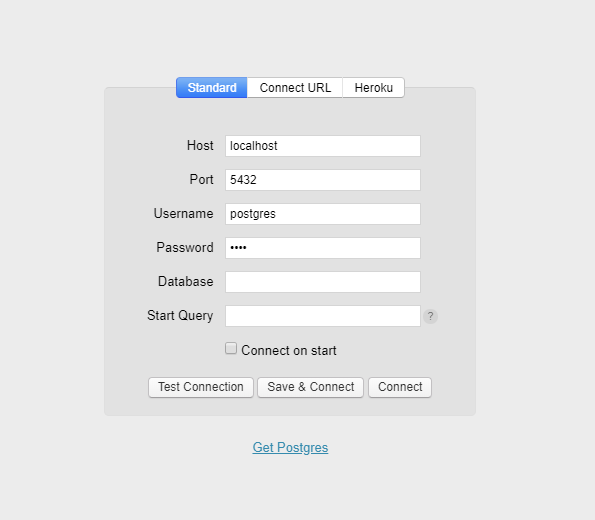 Standard Connect URL Heroku
Host localhost
Port 5432
Username postgres
Password ••••
Database
Start Query ?
Connect on start
Test Connection Save & Connect Connect
Get Postgres